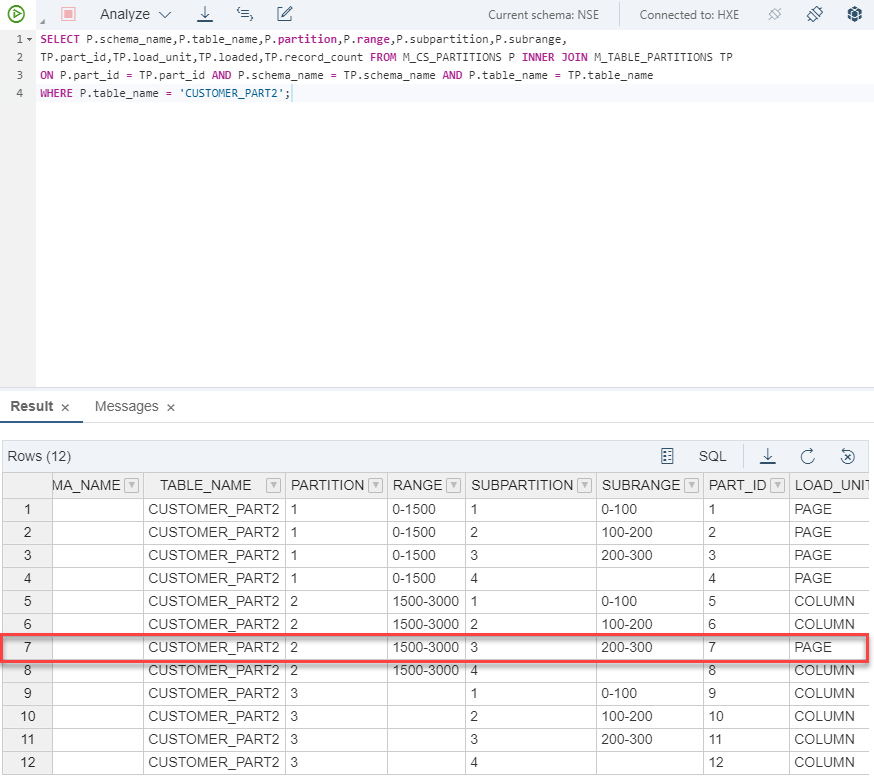 Analyze Current schema: NSE Connected to: HXE
1 SELECT P.schema_name,P.table_name,P.partition,P.range,P.subpartition,P.subrange,
2 TP.part_id,TP.load_unit,TP.loaded,TP.record_count FROM M_CS_PARTITIONS P INNER JOIN M_TABLE_PARTITIONS TP
3 ON P.part_id = TP.part_id AND P.schema_name = TP.schema_name AND P.table_name = TP.table_name
4 WHERE P.table_name = 'CUSTOMER_PART2';
Result × Messages ×
Rows (12) SQL
MA_NAME TABLE_NAME PARTITION RANGE SUBPARTITION SUBRANGE PART_ID LOAD_UNIT
1 CUSTOMER_PART2 1 0-1500 1 0-100 1 PAGE
2 CUSTOMER_PART2 1 0-1500 2 100-200 2 PAGE
3 CUSTOMER_PART2 1 0-1500 3 200-300 3 PAGE
4 CUSTOMER_PART2 1 0-1500 4 4 PAGE
5 CUSTOMER_PART2 2 1500-3000 1 0-100 5 COLUMN
6 CUSTOMER_PART2 2 1500-3000 2 100-200 6 COLUMN
7 CUSTOMER_PART2 2 1500-3000 3 200-300 7 PAGE
8 CUSTOMER_PART2 2 1500-3000 4 8 COLUMN
9 CUSTOMER_PART2 3 1 0-100 9 COLUMN
10 CUSTOMER_PART2 3 2 100-200 10 COLUMN
11 CUSTOMER_PART2 3 3 200-300 11 COLUMN
12 CUSTOMER_PART2 3 4 12 COLUMN